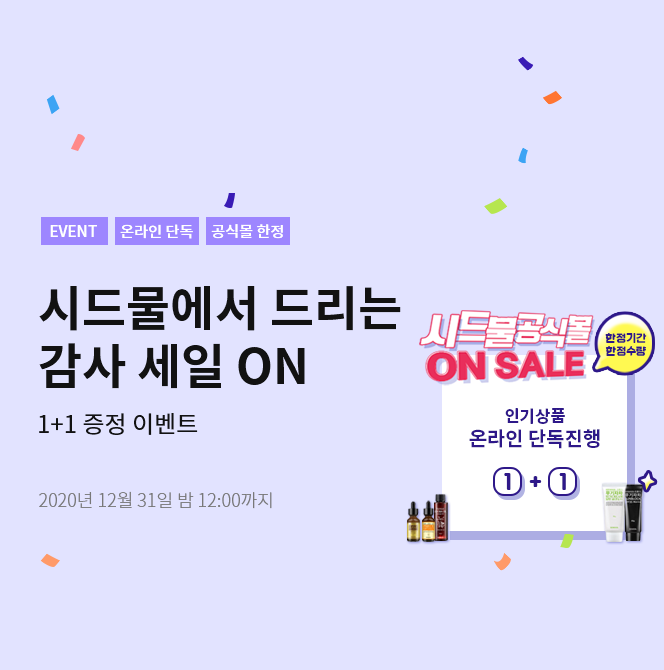 EVENT 온라인 단독 공식몰 한정
시드물에서 드리는
감사 세일 ON
1+1 증정 이벤트
2020년 12월 31일 밤 12:00까지
시드물공식몰
ON SALE
한정기간
한정수량
인기상품
온라인 단독진행
1 + 1